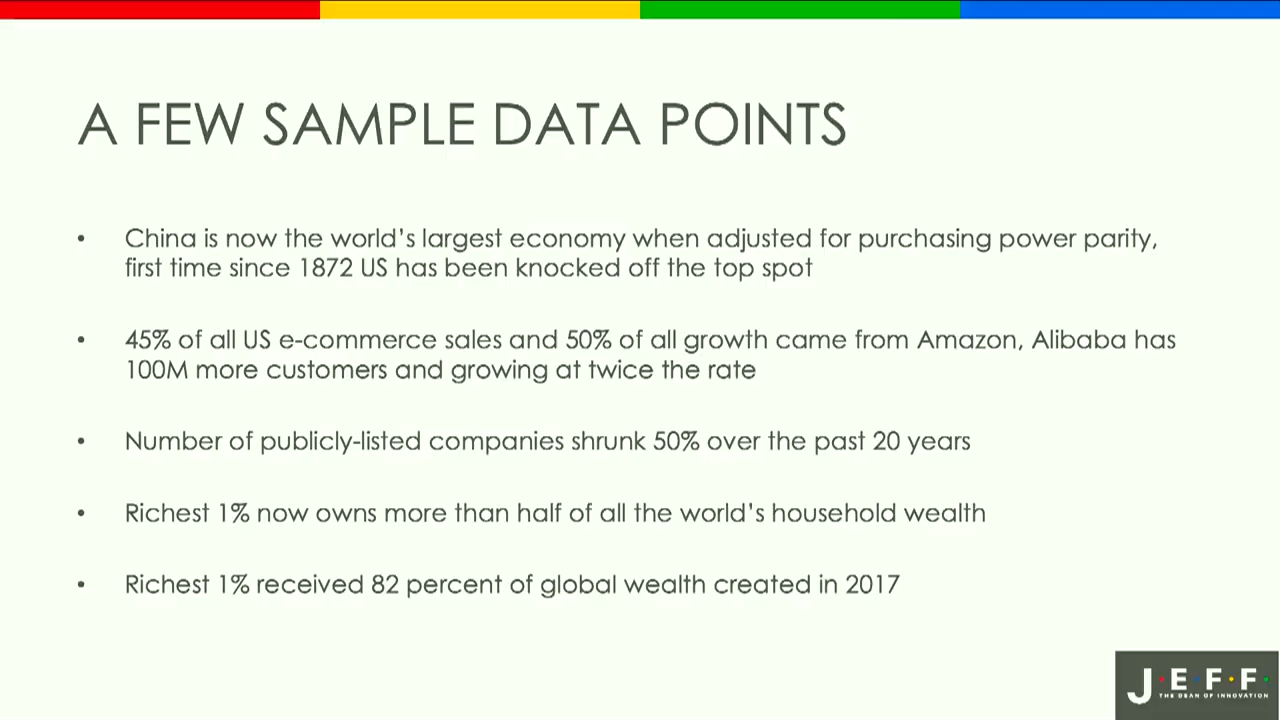 A FEW SAMPLE DATA POINTS
• China is now the world's largest economy when adjusted for purchasing power parity,
first time since 1872 US has been knocked off the top spot
• 45% of all US e-commerce sales and 50% of all growth came from Amazon, Alibaba has
100M more customers and growing at twice the rate
• Number of publicly-listed companies shrunk 50% over the past 20 years
• Richest 1% now owns more than half of all the world's household wealth
• Richest 1% received 82 percent of global wealth created in 2017
J·E·F·F·
THE DEAN OF INNOVATION